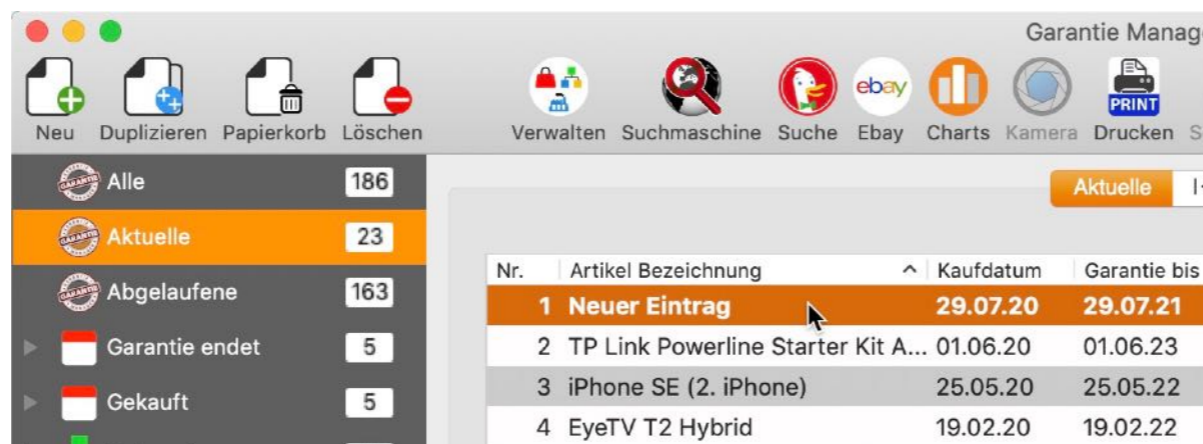 Garantie Manag
ebay
PRINT
Neu Duplizieren Papierkorb Löschen Verwalten Suchmaschine Suche Ebay Charts Kamera Drucken S
Alle 186
Aktuelle
Aktuelle 23
Nr. Artikel Bezeichnung Kaufdatum Garantie bis
Abgelaufene 163
1 Neuer Eintrag 29.07.20 29.07.21
Garantie endet 5
2 TP Link Powerline Starter Kit A... 01.06.20 01.06.23
3 iPhone SE (2. iPhone) 25.05.20 25.05.22
Gekauft 5
4 EyeTV T2 Hybrid 19.02.20 19.02.22